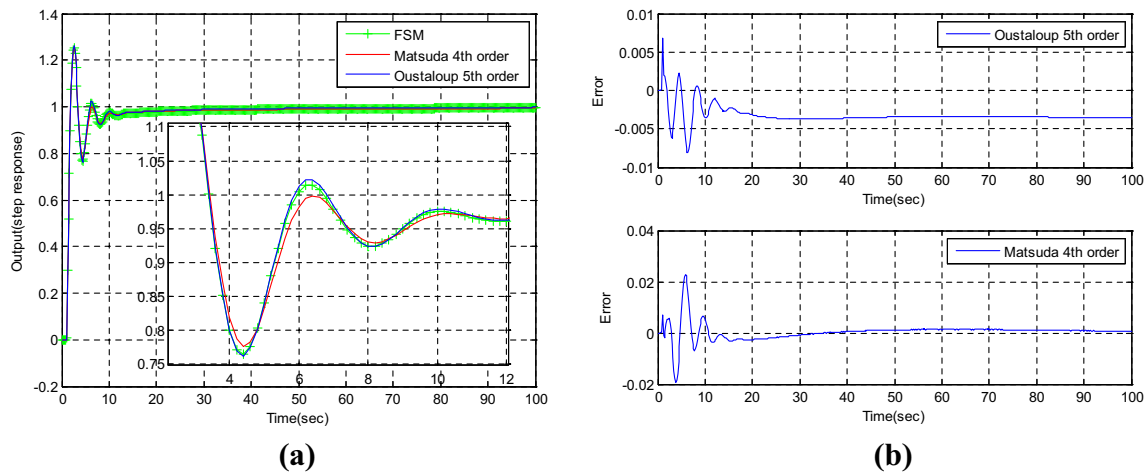 1.4
1.2
1
0.8
0.6
0.4
0.2
0
-0.2
Output(step response)
FSM
Matsuda 4th order
Oustaloup 5th order
1.1
1.05
1
0.95
0.9
0.85
0.8
0.75
4 6 8 10 12
0 10 20 30 40 50 60 70 80 90 100
Time(sec)
(a)
0.01
0.005
0
-0.005
-0.01
Error
Oustaloup 5th order
0 10 20 30 40 50 60 70 80 90 100
Time(sec)
0.04
0.02
0
-0.02
Error
Matsuda 4th order
0 10 20 30 40 50 60 70 80 90 100
Time(sec)
(b)